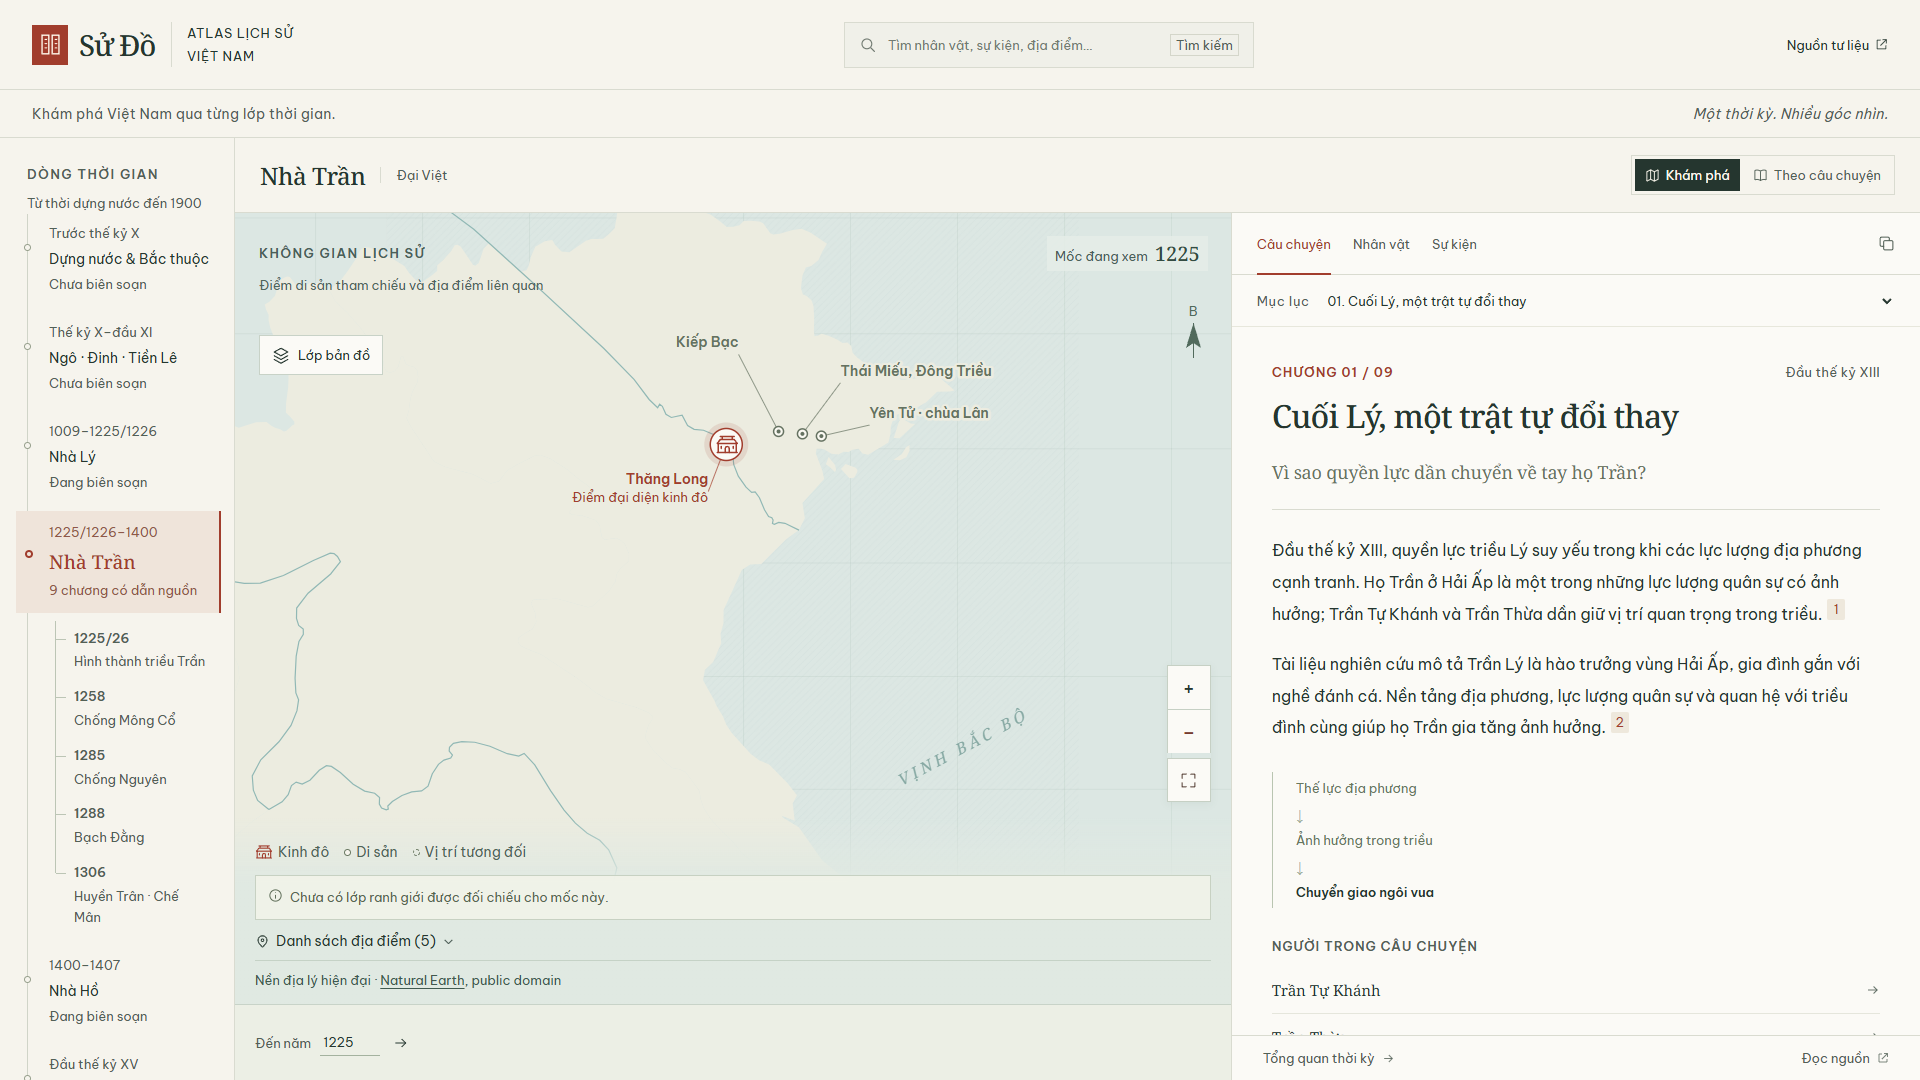 Sử Đồ
ATLAS LỊCH SỬ
VIỆT NAM
Tìm nhân vật, sự kiện, địa điểm...
Tìm kiếm
Nguồn tư liệu
Khám phá Việt Nam qua từng lớp thời gian.
Một thời kỳ. Nhiều góc nhìn.
DÒNG THỜI GIAN
Từ thời dựng nước đến 1900
Trước thế kỷ X
Dựng nước & Bắc thuộc
Chưa biên soạn
Thế kỷ X–đầu XI
Ngô · Đinh · Tiền Lê
Chưa biên soạn
1009–1225/1226
Nhà Lý
Đang biên soạn
1225/1226–1400
Nhà Trần
9 chương có dẫn nguồn
1225/26
Hình thành triều Trần
1258
Chống Mông Cổ
1285
Chống Nguyên
1288
Bạch Đằng
1306
Huyền Trân · Chế
Mân
1400–1407
Nhà Hồ
Đang biên soạn
Đầu thế kỷ XV
Nhà Trần
Đại Việt
Khám phá
Theo câu chuyện
KHÔNG GIAN LỊCH SỬ
Điểm di sản tham chiếu và địa điểm liên quan
Mốc đang xem 1225
B
Lớp bản đồ
Kiếp Bạc
Thái Miếu, Đông Triều
Yên Tử · chùa Lân
Thăng Long
Điểm đại diện kinh đô
VỊNH BẮC BỘ
+
−
Kinh đô
Di sản
Vị trí tương đối
Chưa có lớp ranh giới được đối chiếu cho mốc này.
Danh sách địa điểm (5)
Nền địa lý hiện đại · Natural Earth, public domain
Đến năm 1225 →
Câu chuyện
Nhân vật
Sự kiện
Mục lục
01. Cuối Lý, một trật tự đổi thay
CHƯƠNG 01 / 09
Đầu thế kỷ XIII
Cuối Lý, một trật tự đổi thay
Vì sao quyền lực dần chuyển về tay họ Trần?
Đầu thế kỷ XIII, quyền lực triều Lý suy yếu trong khi các lực lượng địa phương
cạnh tranh. Họ Trần ở Hải Ấp là một trong những lực lượng quân sự có ảnh
hưởng; Trần Tự Khánh và Trần Thừa dần giữ vị trí quan trọng trong triều. 1
Tài liệu nghiên cứu mô tả Trần Lý là hào trưởng vùng Hải Ấp, gia đình gắn với
nghề đánh cá. Nền tảng địa phương, lực lượng quân sự và quan hệ với triều
đình cùng giúp họ Trần gia tăng ảnh hưởng. 2
Thế lực địa phương
↓
Ảnh hưởng trong triều
↓
Chuyển giao ngôi vua
NGƯỜI TRONG CÂU CHUYỆN
Trần Tự Khánh →
Tổng quan thời kỳ →
Đọc nguồn